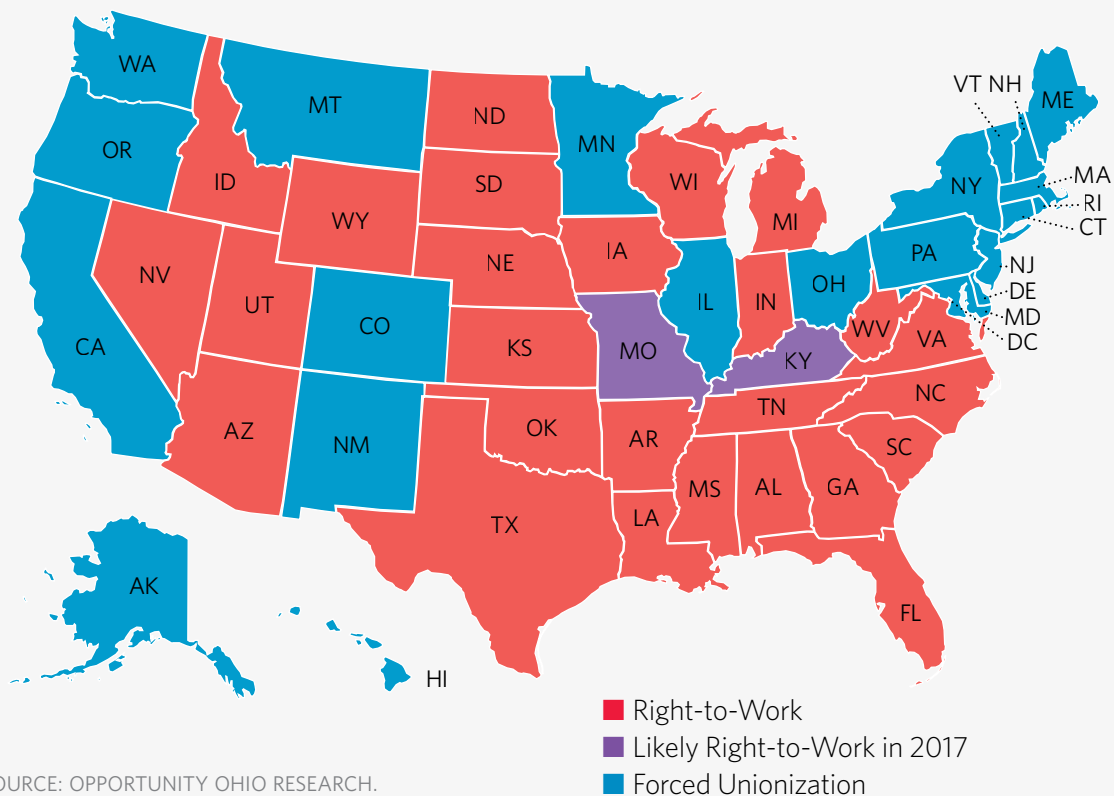 WA
MT
ND
MN
VT NH
ME
OR
ID
SD
WI
MI
NY
MA
RI
CT
WY
IA
NE
PA
NJ
NV
UT
CO
IL
IN
OH
DE
MD
DC
CA
KS
MO
KY
WV
VA
AZ
NM
OK
AR
TN
NC
SC
MS
AL
GA
TX
LA
AK
FL
HI
Right-to-Work
Likely Right-to-Work in 2017
Forced Unionization
OURCE: OPPORTUNITY OHIO RESEARCH.